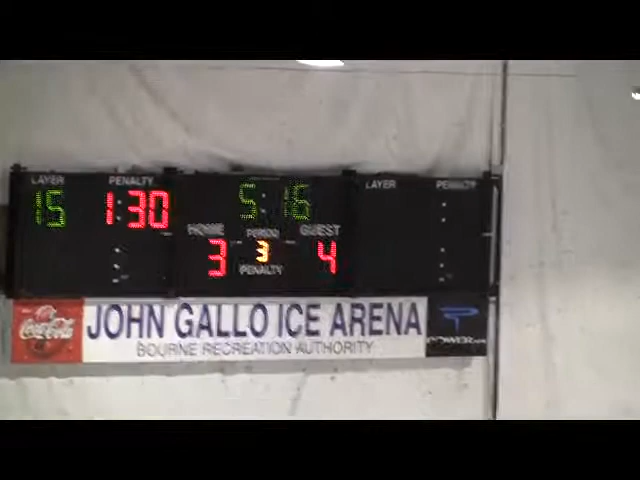 LAYER PENALTY
15 1 30
5 16
HOME PERIOD GUEST
3 3 4
PENALTY
LAYER PENALTY
Coca-Cola
JOHN GALLO ICE ARENA
BOURNE RECREATION AUTHORITY